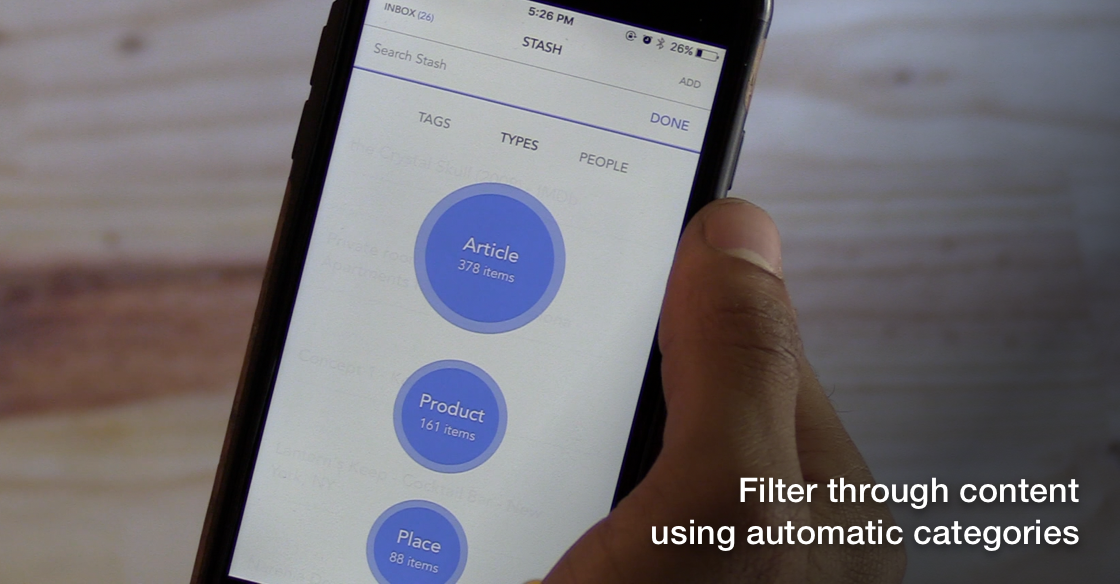 5:26 PM
26%
INBOX (26)
STASH
ADD
Search Stash
DONE
TAGS
TYPES
PEOPLE
Article
378 items
Product
161 items
Place
88 items
Filter through content
using automatic categories